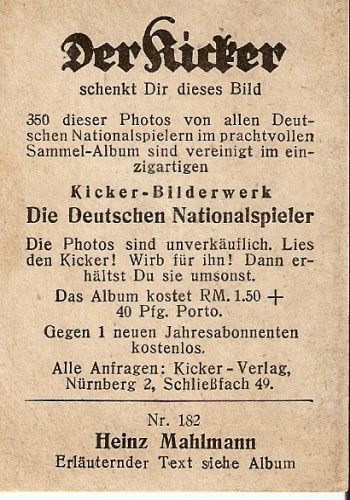 Der Kicker
schenkt Dir dieses Bild
350 dieser Photos von allen Deut-
schen Nationalspielern im prachtvollen
Sammel-Album sind vereinigt im ein-
zigartigen
Kicker-Bilderwerk
Die Deutschen Nationalspieler
Die Photos sind unverkäuflich. Lies
den Kicker! Wirb für ihn! Dann er-
hältst Du sie umsonst.
Das Album kostet RM. 1.50 +
40 Pfg. Porto.
Gegen 1 neuen Jahresabonnenten
kostenlos.
Alle Anfragen: Kicker-Verlag,
Nürnberg 2, Schließfach 49.
Nr. 182
Heinz Mahlmann
Erläuternder Text siehe Album